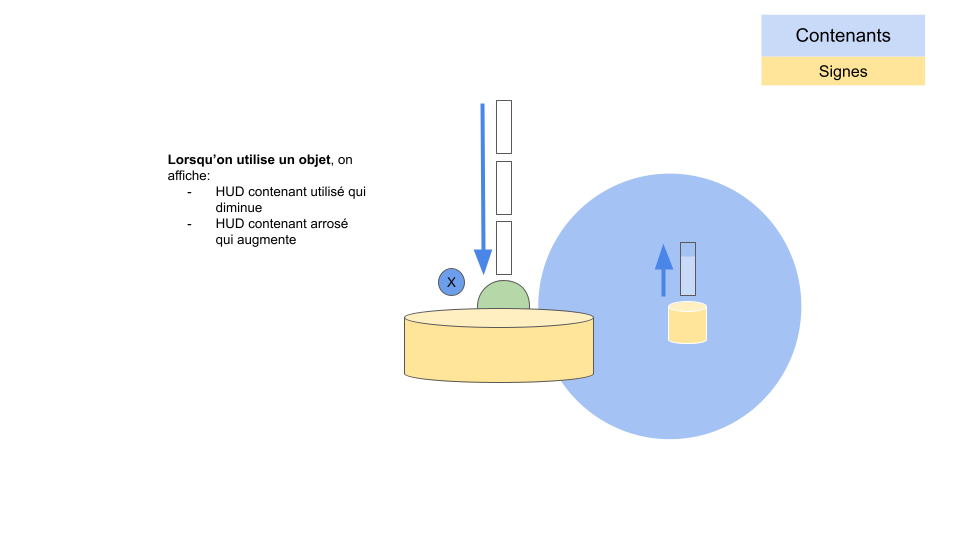 Contenants
Signes
Lorsqu'on utilise un objet, on
affiche:
- HUD contenant utilisé qui
diminue
- HUD contenant arrosé
qui augmente
X